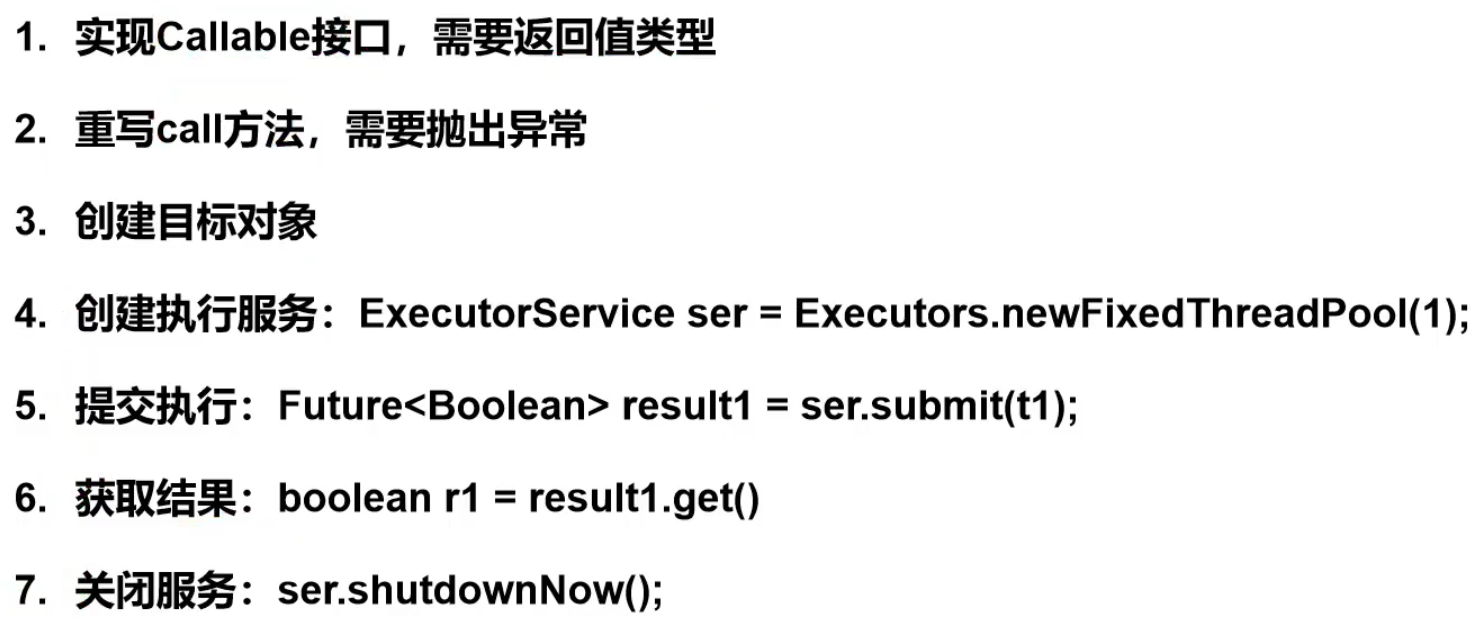 1. 实现Callable接口，需要返回值类型
2. 重写call方法，需要抛出异常
3. 创建目标对象
4. 创建执行服务：ExecutorService ser = Executors.newFixedThreadPool(1);
5. 提交执行：Future<Boolean> result1 = ser.submit(t1);
6. 获取结果：boolean r1 = result1.get()
7. 关闭服务：ser.shutdownNow();